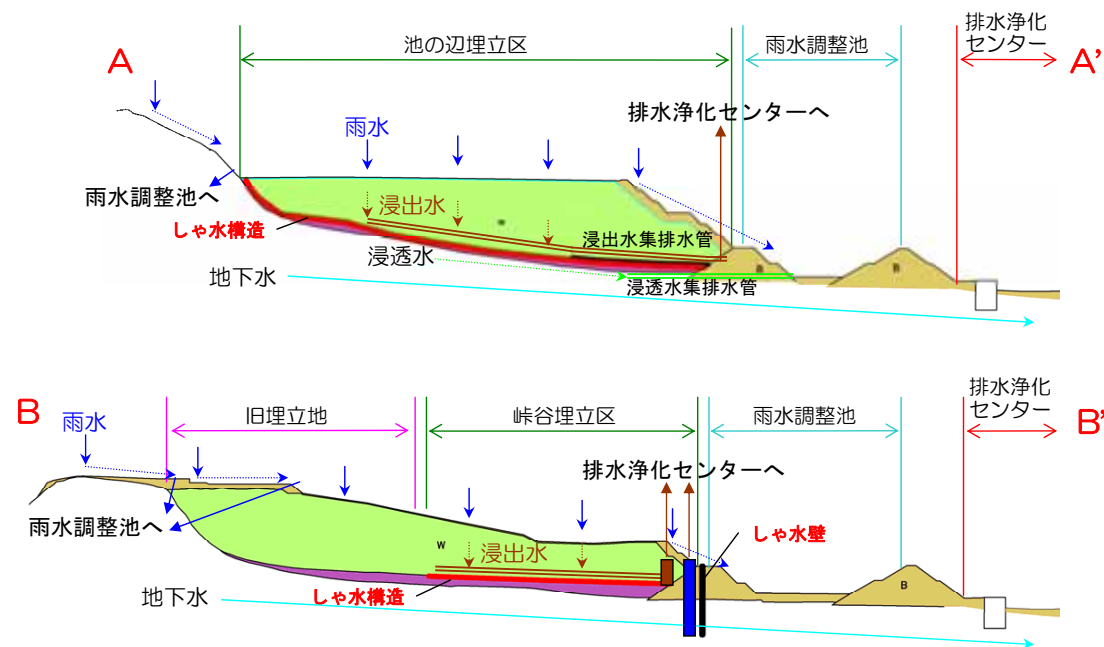 排水浄化
センター
池の辺埋立区
雨水調整池
A
A’
排水浄化センターへ
雨水
雨水調整池へ
浸出水
しゃ水構造
浸出水集排水管
浸透水
地下水
浸透水集排水管
B
B
排水浄化
センター
B
雨水
旧埋立地
峠谷埋立区
雨水調整池
B’
排水浄化センターへ
雨水調整池へ
しゃ水壁
W
浸出水
B
地下水
しゃ水構造